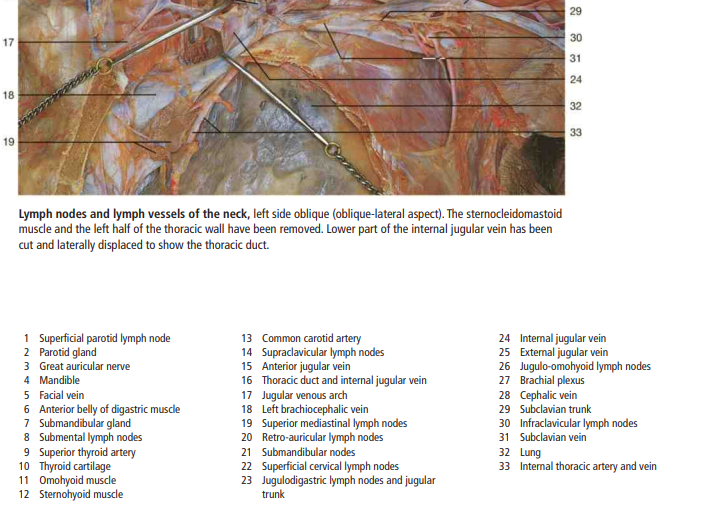 29
30
17
31
24
18
32
33
19
Lymph nodes and lymph vessels of the neck, left side oblique (oblique-lateral aspect). The sternocleidomastoid
muscle and the left half of the thoracic wall have been removed. Lower part of the internal jugular vein has been
cut and laterally displaced to show the thoracic duct.
1 Superficial parotid lymph node
2 Parotid gland
3 Great auricular nerve
4 Mandible
5 Facial vein
6 Anterior belly of digastric muscle
7 Submandibular gland
8 Submental lymph nodes
9 Superior thyroid artery
10 Thyroid cartilage
11 Omohyoid muscle
12 Sternohyoid muscle
13 Common carotid artery
14 Supraclavicular lymph nodes
15 Anterior jugular vein
16 Thoracic duct and internal jugular vein
17 Jugular venous arch
18 Left brachiocephalic vein
19 Superior mediastinal lymph nodes
20 Retro-auricular lymph nodes
21 Submandibular nodes
22 Superficial cervical lymph nodes
23 Jugulodigastric lymph nodes and jugular
trunk
24 Internal jugular vein
25 External jugular vein
26 Jugulo-omohyoid lymph nodes
27 Brachial plexus
28 Cephalic vein
29 Subclavian trunk
30 Infraclavicular lymph nodes
31 Subclavian vein
32 Lung
33 Internal thoracic artery and vein